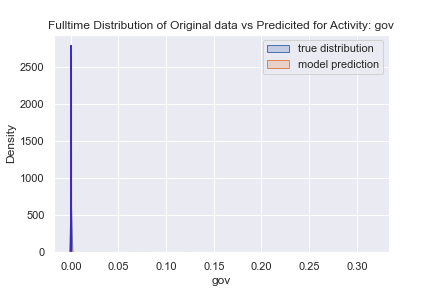 Fulltime Distribution of Original data vs Predicited for Activity: gov
true distribution
model prediction
Density
2500
2000
1500
1000
500
0
0.00 0.05 0.10 0.15 0.20 0.25 0.30
gov